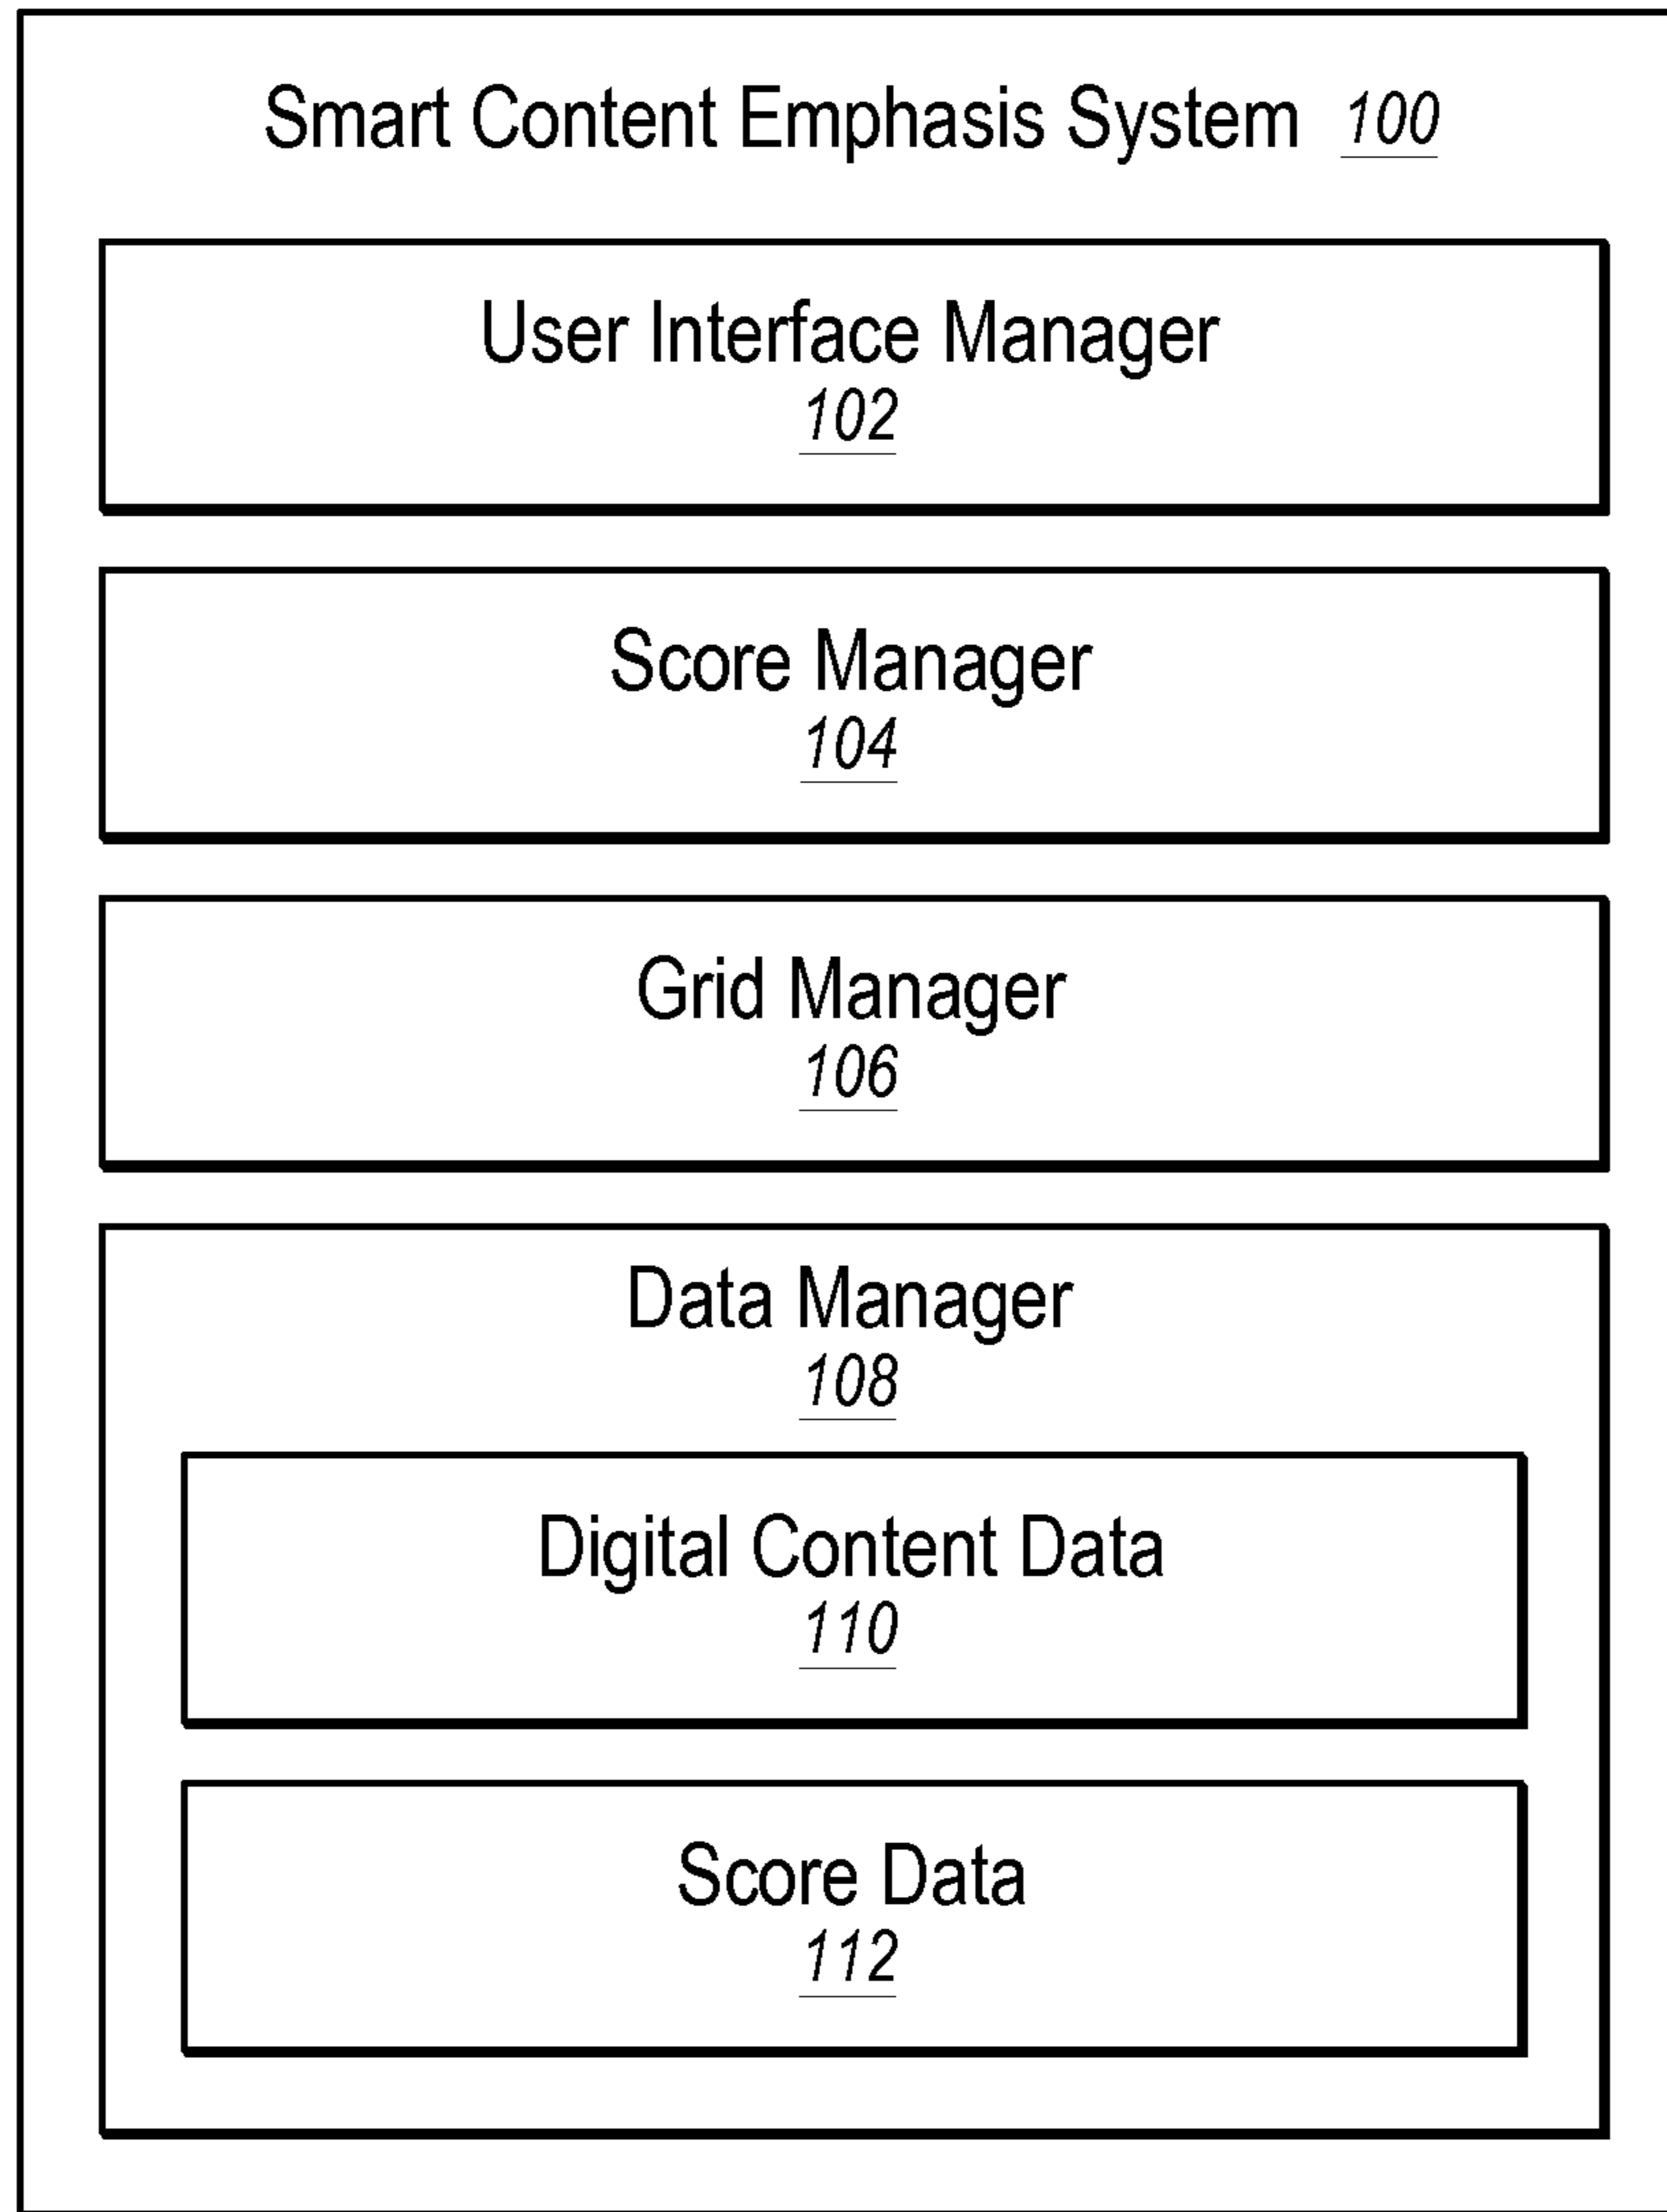 Smart Content Emphasis System 100
User Interface Manager
102
Score Manager
104
Grid Manager
106
Data Manager
108
Digital Content Data
110
Score Data
112